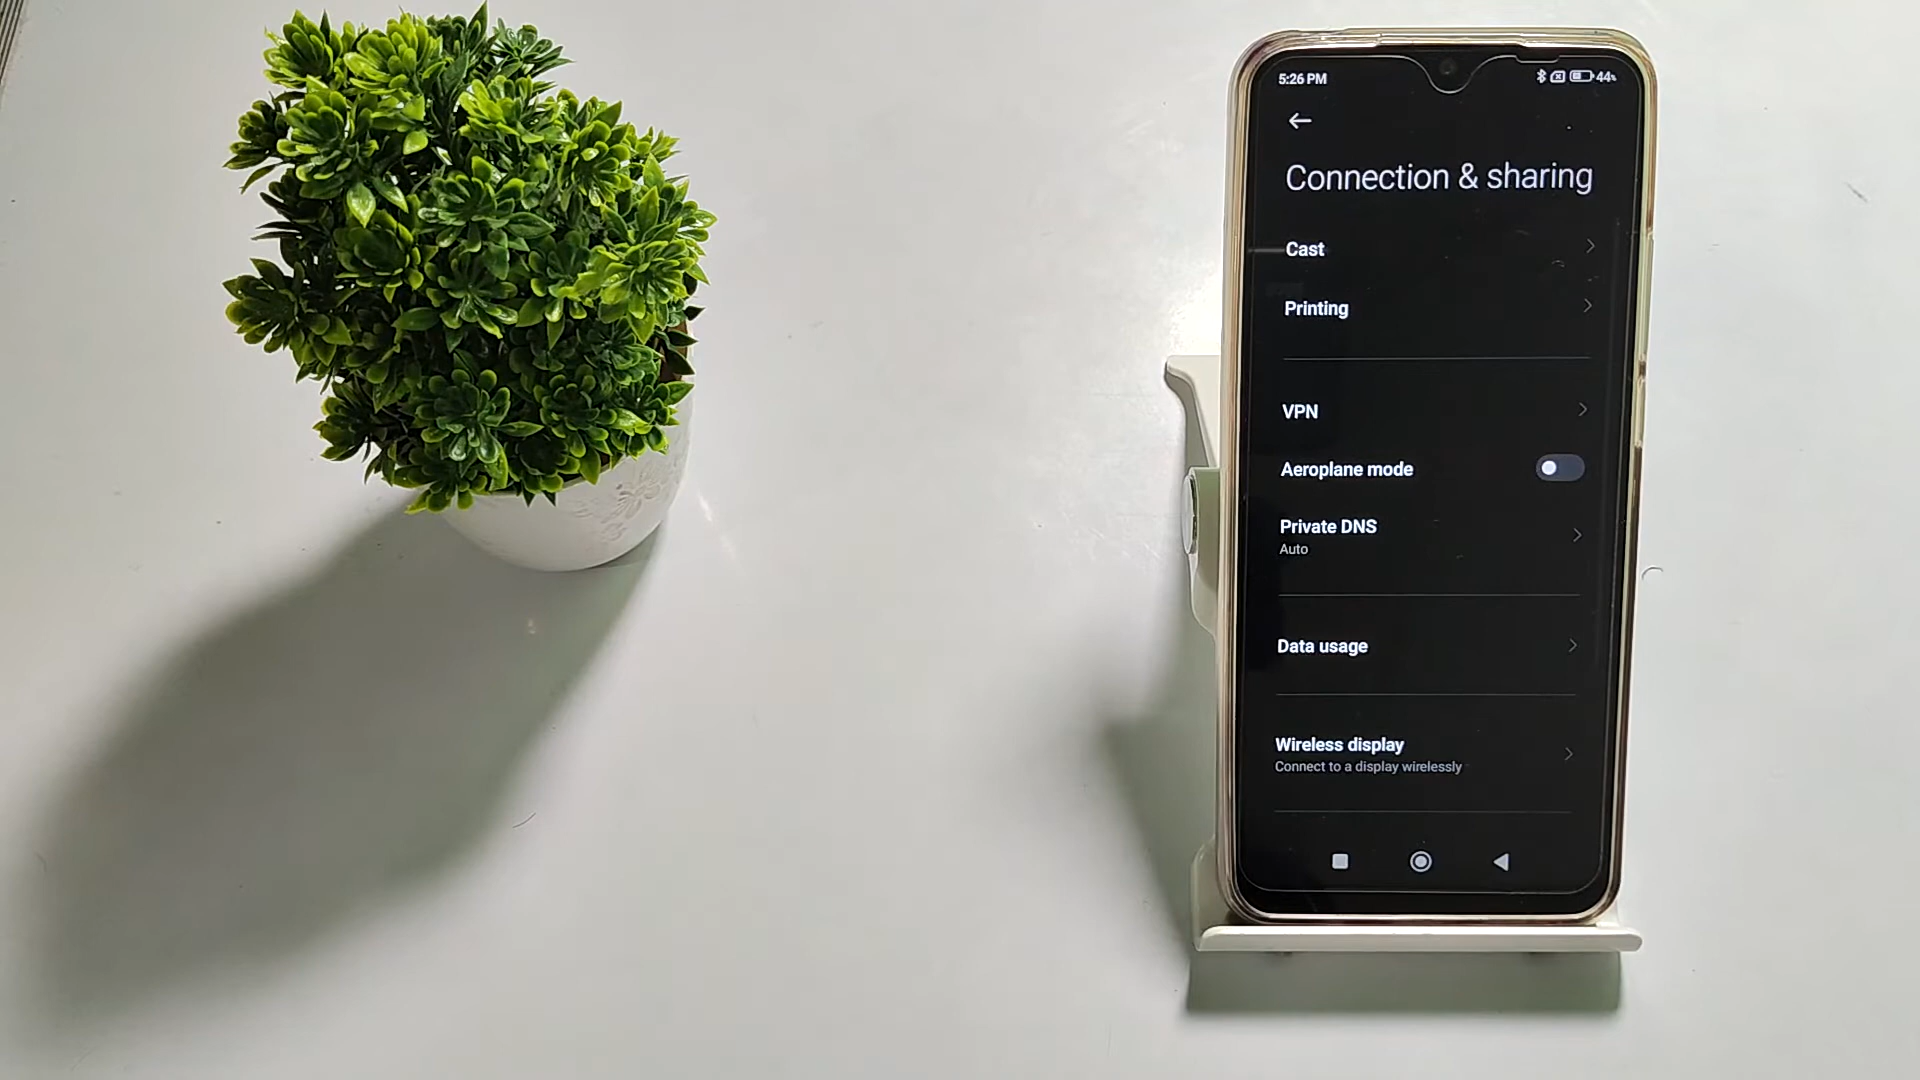 5:26 PM
44%
Connection & sharing
Cast
Printing
VPN
Aeroplane mode
Private DNS
Auto
Data usage
Wireless display
Connect to a display wirelessly